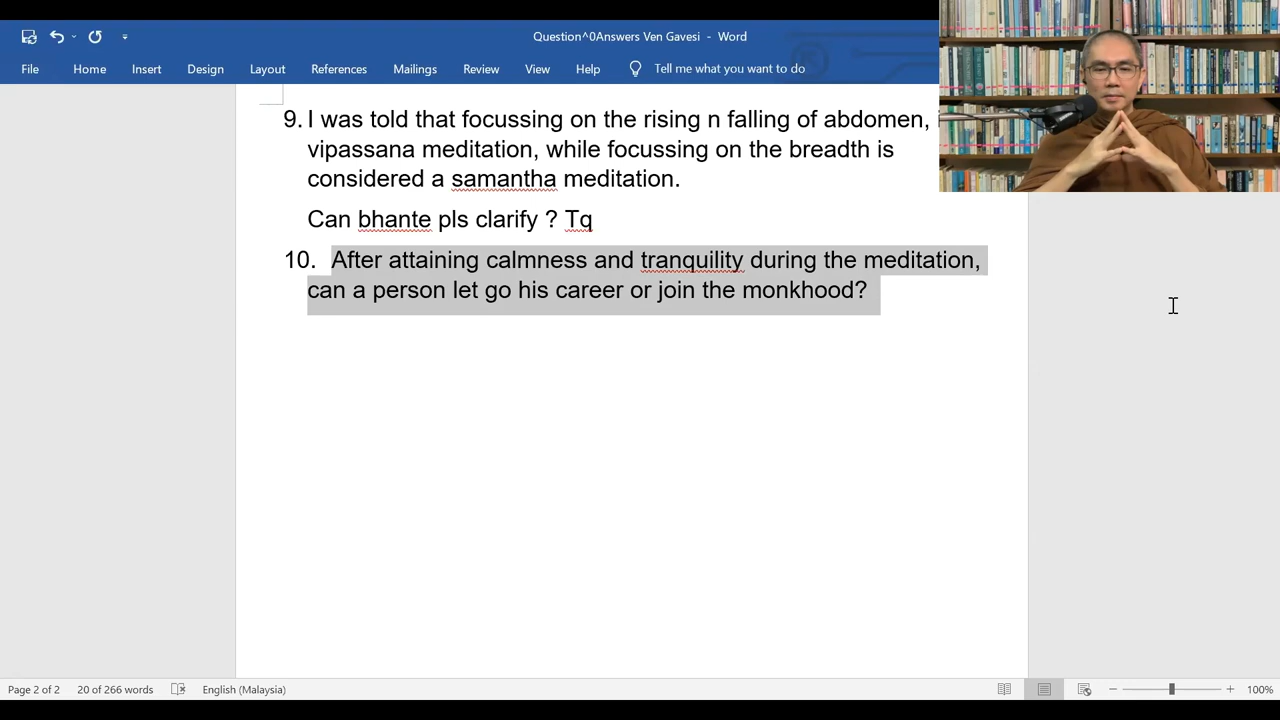 Question^0Answers Ven Gavesi - Word
File Home Insert Design Layout References Mailings Review View Help Tell me what you want to do
9. I was told that focussing on the rising n falling of abdomen,
vipassana meditation, while focussing on the breadth is
considered a samantha meditation.
Can bhante pls clarify ? Tq
10. After attaining calmness and tranquility during the meditation,
can a person let go his career or join the monkhood?
Page 2 of 2 20 of 266 words English (Malaysia) 100%